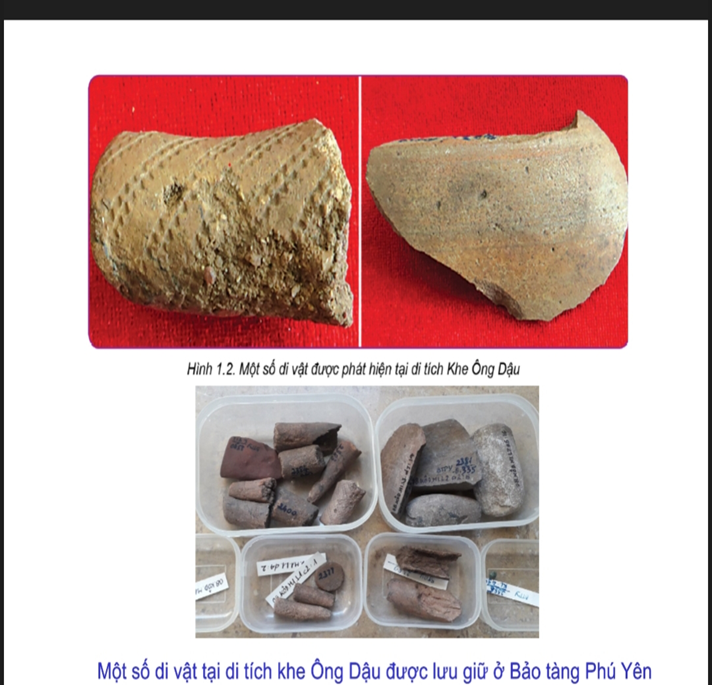 Hình 1.2. Một số di vật được phát hiện tại di tích Khe Ông Dậu
Một số di vật tại di tích khe Ông Dậu được lưu giữ ở Bảo tàng Phú Yên